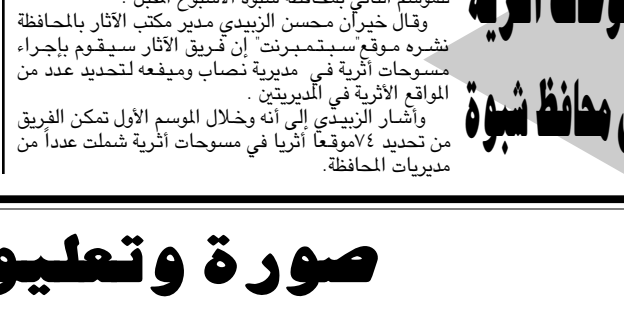 وقال خيران محسن الزبيدي مدير مكتب الآثار بالمحافظة
نشره موقع"سبتمبرنت" إن فريق الآثار سيقوم بإجراء
مسوحات أثرية في مديرية نصاب وميفعه لتحديد عدد من
المواقع الأثرية في المديريتين .
وأشار الزبيدي إلى أنه وخلال الموسم الأول تمكن الفريق
من تحديد ٧٤موقعا أثريا في مسوحات أثرية شملت عدداً من
مديريات المحافظة.
محافظ شبوة
صورة وتعليق